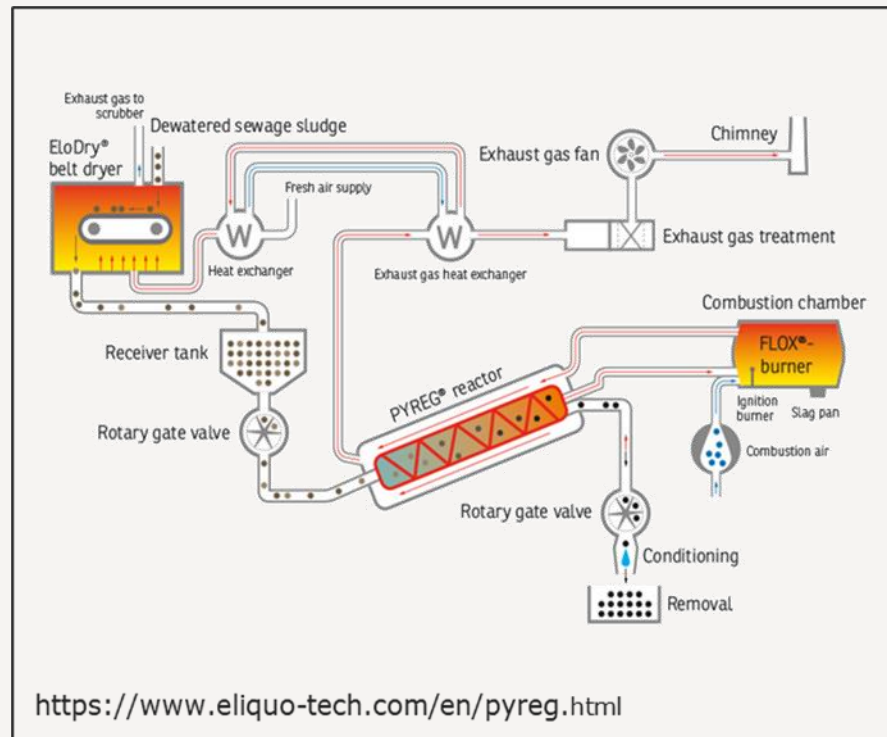 Exhaust gas to
scrubber
Dewatered sewage sludge
EloDry®
belt dryer
Fresh air supply
W
Heat exchanger
W
Exhaust gas heat exchanger
Exhaust gas fan
Chimney
Exhaust gas treatment
Combustion chamber
FLOX®-
burner
Ignition
burner
Slag pan
Combustion air
Receiver tank
PYREG® reactor
Rotary gate valve
Rotary gate valve
Conditioning
Removal
https://www.eliquo-tech.com/en/pyreg.html